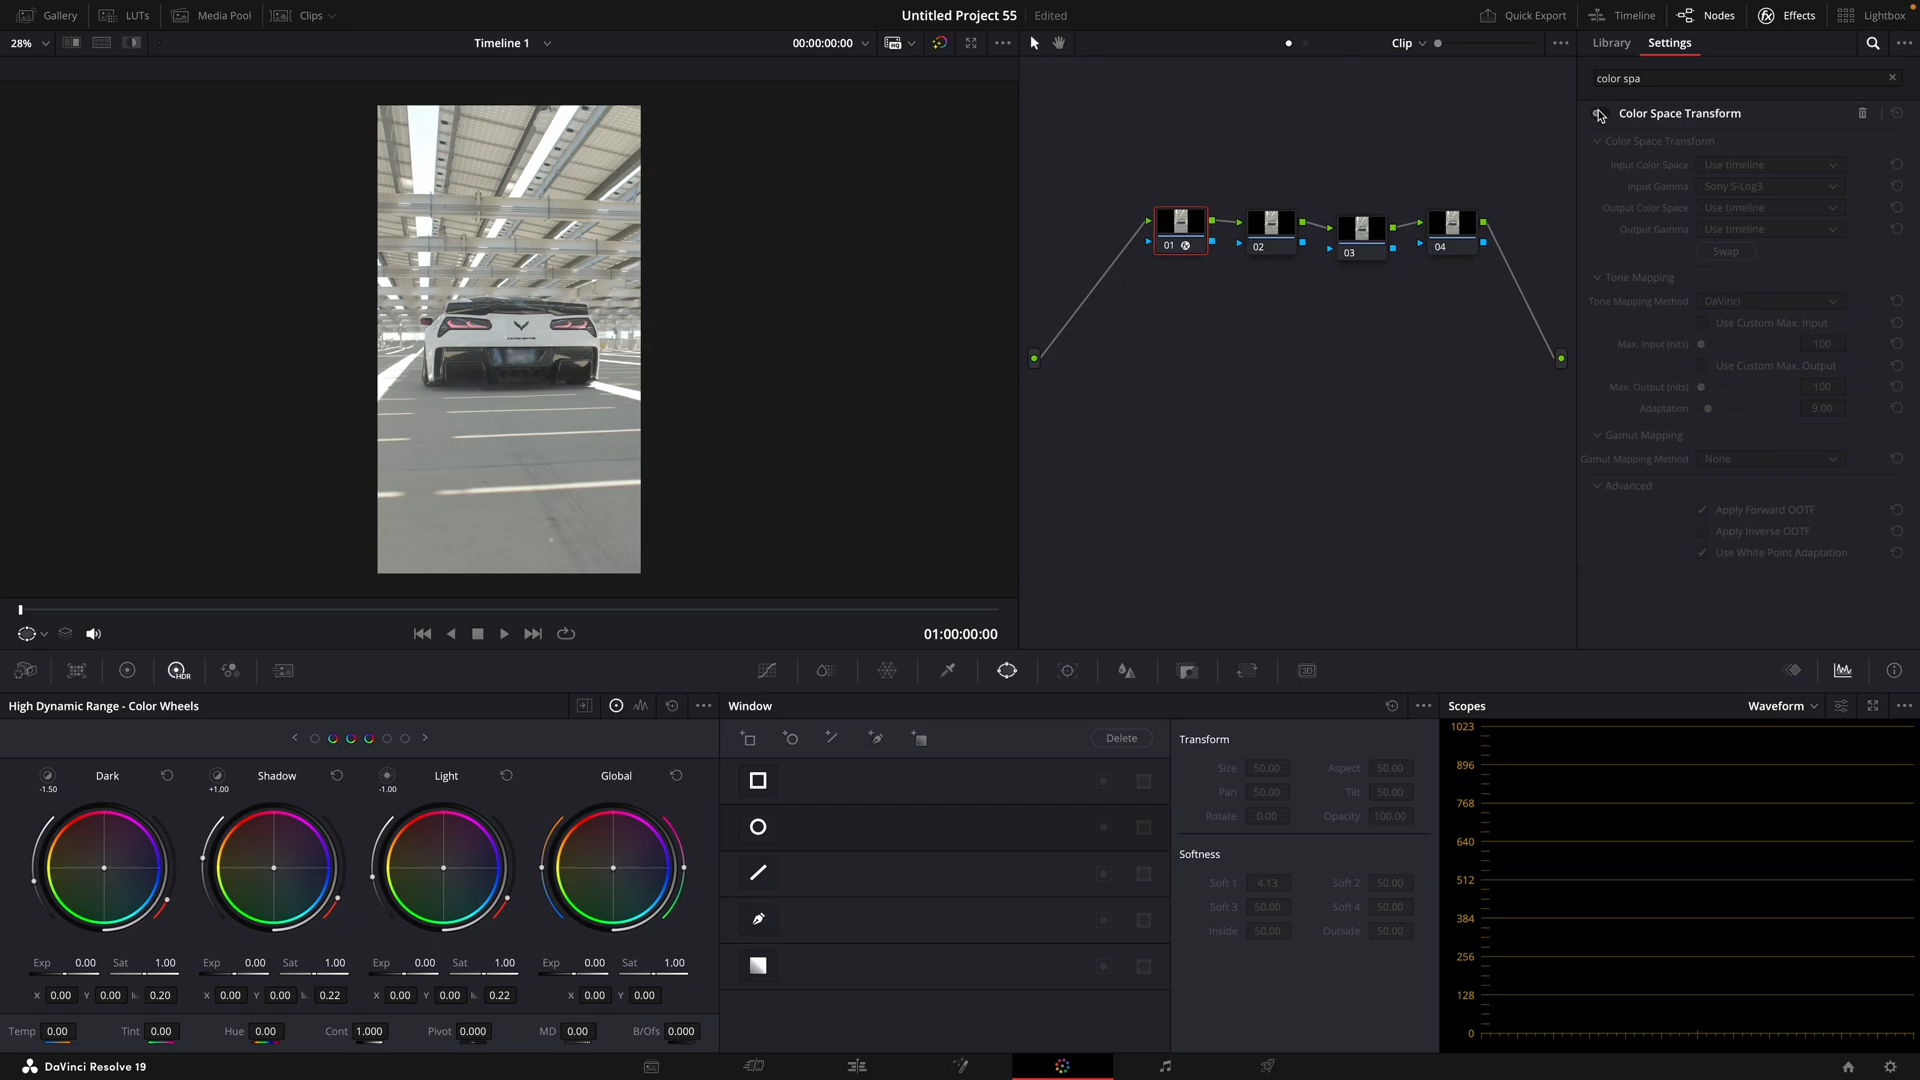 Gallery
LUTs
Media Pool
Clips
Untitled Project 55
Edited
Quick Export
Timeline
Nodes
Effects
Lightbox
28%
Timeline 1
00:00:00:00
HQ
Clip
Library
Settings
color spa
Color Space Transform
Color Space Transform
Input Color Space Use timeline
Input Gamma Sony S-Log3
Output Color Space Use timeline
Output Gamma Use timeline
Swap
Tone Mapping
Tone Mapping Method DaVinci
Use Custom Max. Input
Max. Input (nits) 100
Use Custom Max. Output
Max. Output (nits) 100
Adaptation 9.00
Gamut Mapping
Gamut Mapping Method None
Advanced
Apply Forward OOTF
Apply Inverse OOTF
Use White Point Adaptation
01
02
03
04
01:00:00:00
HDR
3D
High Dynamic Range - Color Wheels
Dark
Shadow
Light
Global
-1.50
+1.00
-1.00
Exp 0.00 Sat 1.00
Exp 0.00 Sat 1.00
Exp 0.00 Sat 1.00
Exp 0.00 Sat 1.00
X 0.00 Y 0.00 0.20
X 0.00 Y 0.00 0.22
X 0.00 Y 0.00 0.22
X 0.00 Y 0.00
Temp 0.00 Tint 0.00 Hue 0.00 Cont 1.000 Pivot 0.000 MD 0.00 B/Ofs 0.000
Window
Delete
Transform
Size 50.00 Aspect 50.00
Pan 50.00 Tilt 50.00
Rotate 0.00 Opacity 100.00
Softness
Soft 1 4.13 Soft 2 50.00
Soft 3 50.00 Soft 4 50.00
Inside 50.00 Outside 50.00
Scopes
Waveform
1023
896
768
640
512
384
256
128
0
DaVinci Resolve 19